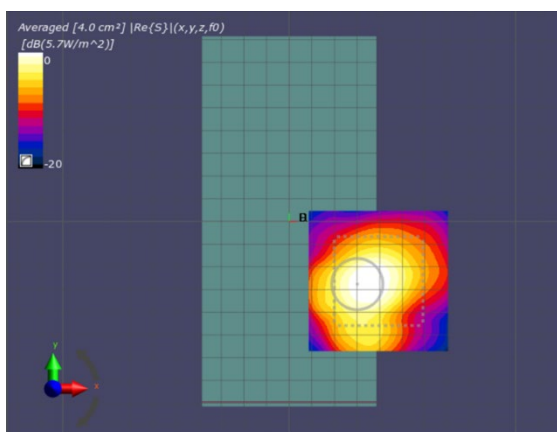 Averaged [4.0 cm²] |Re{S}|(x,y,z,f0)
[dB(5.7W/m^2)]
0
-20
y
x